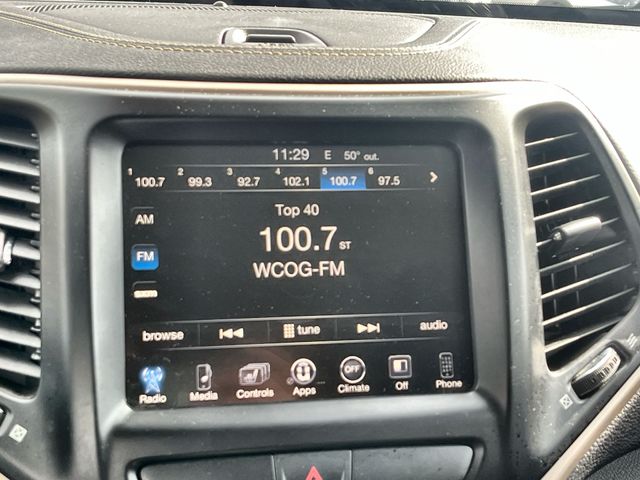 11:29 E 50° out.
1 100.7 2 99.3 3 92.7 4 102.1 5 100.7 6 97.5
AM
Top 40
FM
100.7 ST
WCOG-FM
browse tune audio
Radio Media Controls Apps OFF Climate Off Phone